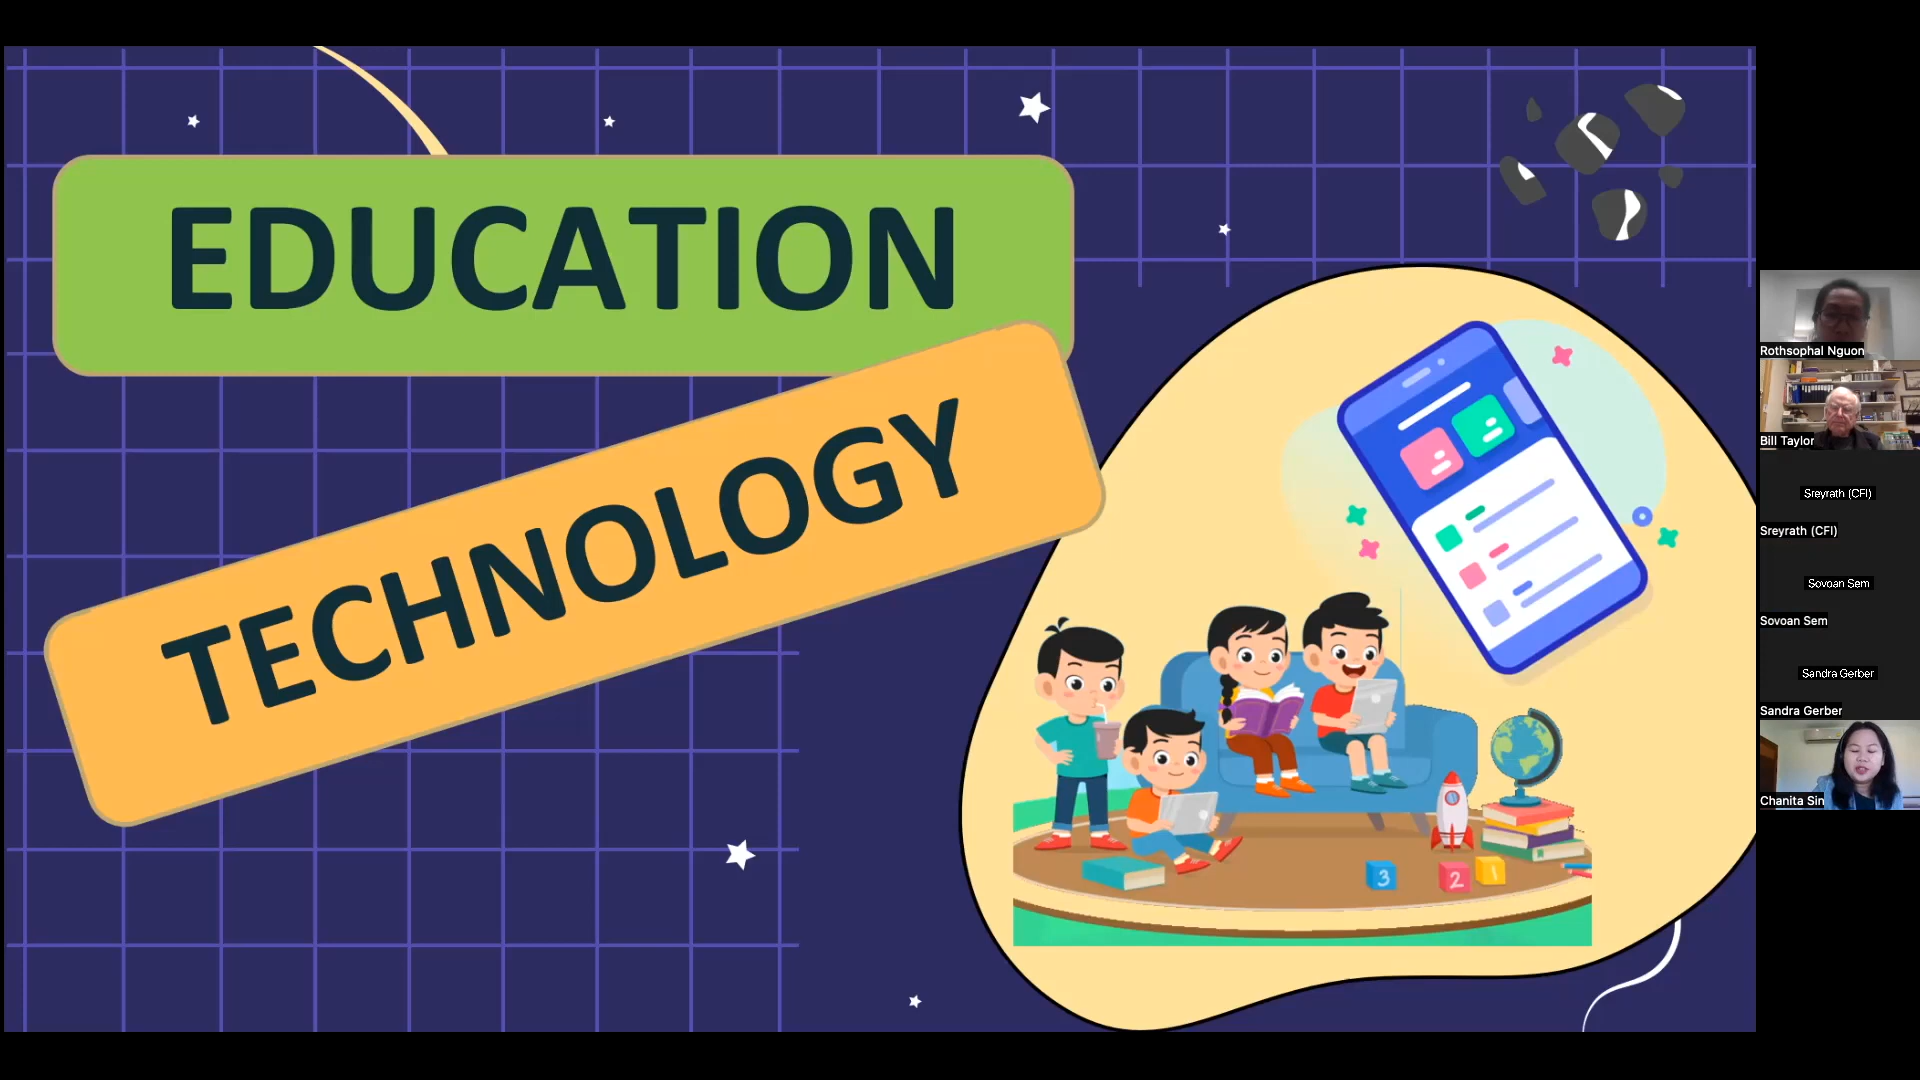 EDUCATION
TECHNOLOGY
3
2
1
Rothsophal Nguon
Bill Taylor
Sreyrath (CFI)
Sreyrath (CFI)
Sovoan Sem
Sovoan Sem
Sandra Gerber
Sandra Gerber
Chanita Sin